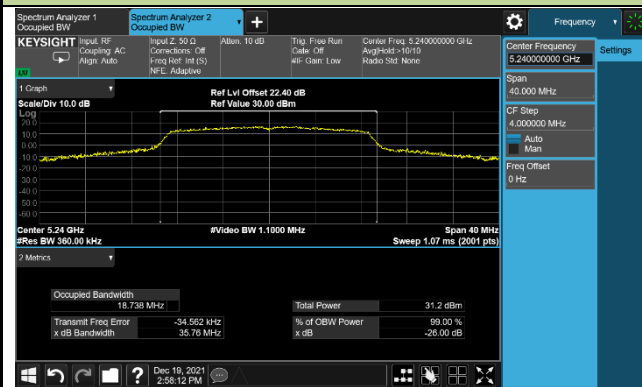 Spectrum Analyzer 1
Occupied BW
Spectrum Analyzer 2
Occupied BW
Frequency
KEYSIGHT
Input: RF
Coupling: AC
Align: Auto
Input Z: 50 Ω
Corrections: Off
Freq Ref: Int (S)
NFE: Adaptive
Atten: 10 dB
Trig: Free Run
Gate: Off
#IF Gain: Low
Center Freq: 5.240000000 GHz
Avg|Hold:>10/10
Radio Std: None
LW
Center Frequency
5.240000000 GHz
Settings
Span
40.000 MHz
CF Step
4.000000 MHz
Auto
Man
Freq Offset
0 Hz
1 Graph
Scale/Div 10.0 dB
Ref Lvl Offset 22.40 dB
Ref Value 30.00 dBm
Log
20.0
10.0
0.00
-10.0
-20.0
-30.0
-40.0
-50.0
-60.0
Center 5.24 GHz
#Video BW 1.1000 MHz
Span 40 MHz
#Res BW 360.00 kHz
Sweep 1.07 ms (2001 pts)
2 Metrics
Occupied Bandwidth
18.738 MHz
Total Power
31.2 dBm
Transmit Freq Error
-34.562 kHz
% of OBW Power
99.00 %
x dB Bandwidth
35.76 MHz
x dB
-26.00 dB
Dec 19, 2021
2:58:12 PM